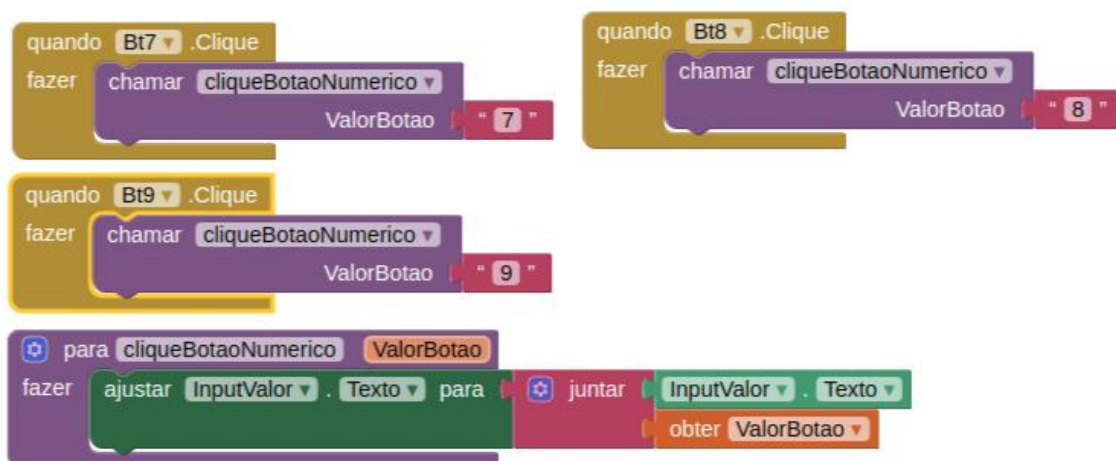 quando Bt7 .Clique
fazer chamar cliqueBotaoNumerico
ValorBotao " 7 "
quando Bt8 .Clique
fazer chamar cliqueBotaoNumerico
ValorBotao " 8 "
quando Bt9 .Clique
fazer chamar cliqueBotaoNumerico
ValorBotao " 9 "
para cliqueBotaoNumerico ValorBotao
fazer ajustar InputValor . Texto para juntar InputValor . Texto
obter ValorBotao